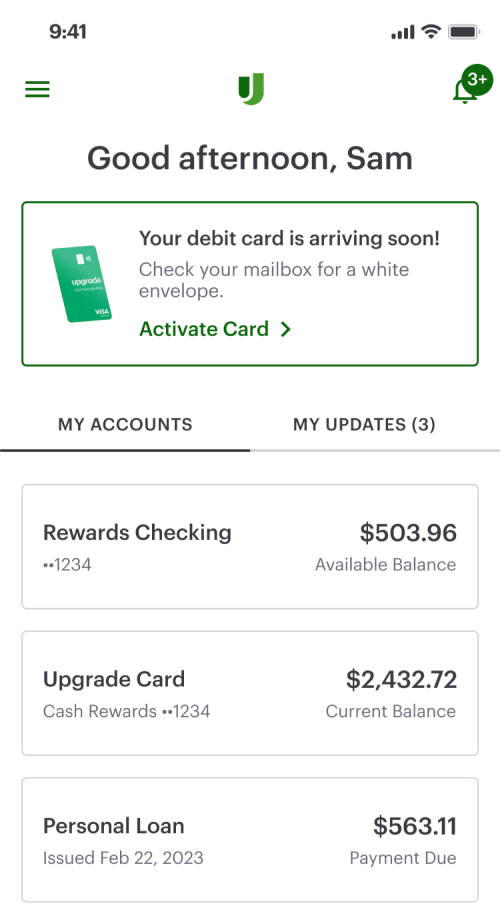 9:41
3+
Good afternoon, Sam
Your debit card is arriving soon!
Check your mailbox for a white
envelope.
Activate Card
upgrade
VISA
MY ACCOUNTS
MY UPDATES (3)
Rewards Checking
$503.96
••1234
Available Balance
Upgrade Card
$2,432.72
Cash Rewards ••1234
Current Balance
Personal Loan
$563.11
Issued Feb 22, 2023
Payment Due